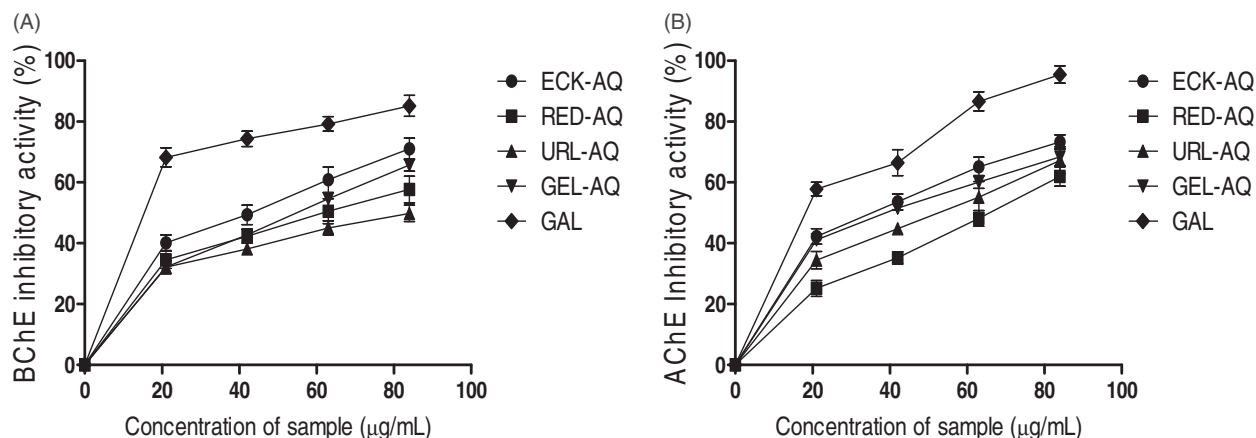 (A)
BChE inhibitory activity (%)
100
80
60
40
20
0
0 20 40 60 80 100
Concentration of sample (μg/mL)
ECK-AQ
RED-AQ
URL-AQ
GEL-AQ
GAL
(B)
AChE Inhibitory activity (%)
100
80
60
40
20
0
0 20 40 60 80 100
Concentration of sample (μg/mL)
ECK-AQ
RED-AQ
URL-AQ
GEL-AQ
GAL